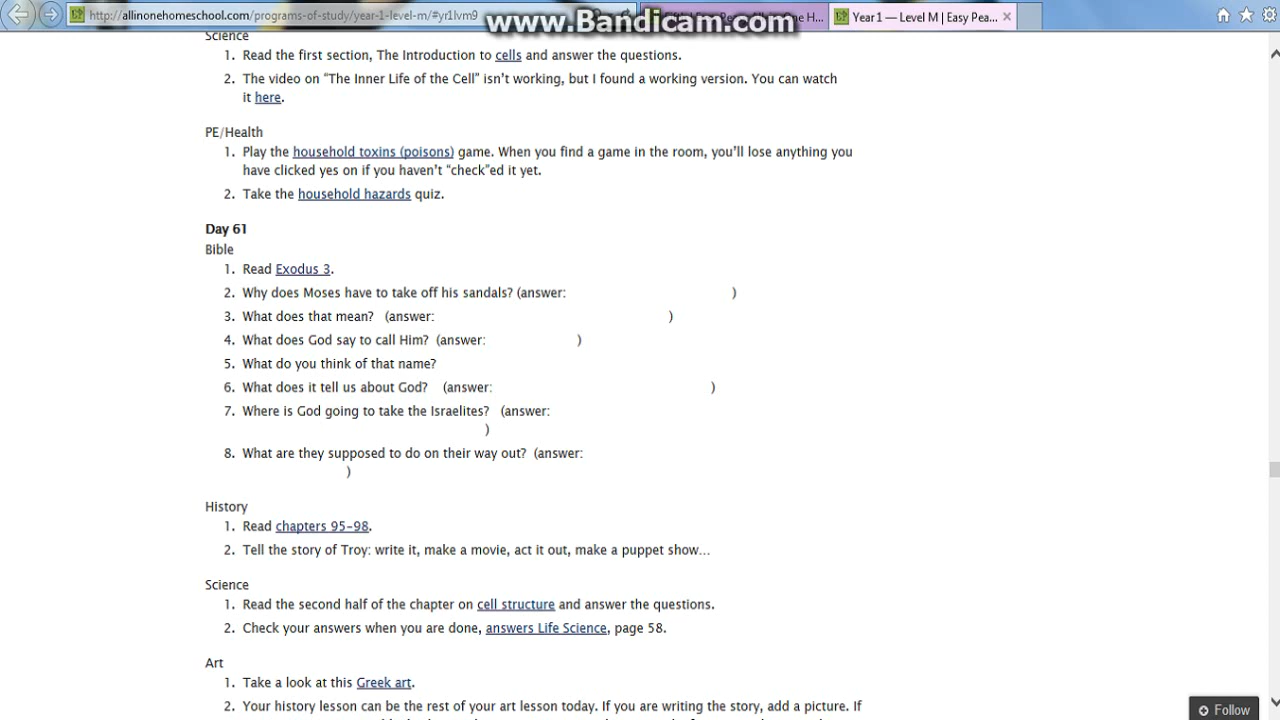 http://allinonehomeschool.com/programs-of-study/year-1-level-m/#yr1lvm9
www.Bandicam.com
Year 1 — Level M | Easy Pea...
Science
1. Read the first section, The Introduction to cells and answer the questions.
2. The video on “The Inner Life of the Cell” isn’t working, but I found a working version. You can watch
it here.
PE/Health
1. Play the household toxins (poisons) game. When you find a game in the room, you’ll lose anything you
have clicked yes on if you haven’t “check”ed it yet.
2. Take the household hazards quiz.
Day 61
Bible
1. Read Exodus 3.
2. Why does Moses have to take off his sandals? (answer: )
3. What does that mean? (answer: )
4. What does God say to call Him? (answer: )
5. What do you think of that name?
6. What does it tell us about God? (answer: )
7. Where is God going to take the Israelites? (answer:
)
8. What are they supposed to do on their way out? (answer:
)
History
1. Read chapters 95-98.
2. Tell the story of Troy: write it, make a movie, act it out, make a puppet show…
Science
1. Read the second half of the chapter on cell structure and answer the questions.
2. Check your answers when you are done, answers Life Science, page 58.
Art
1. Take a look at this Greek art.
2. Your history lesson can be the rest of your art lesson today. If you are writing the story, add a picture. If
Follow